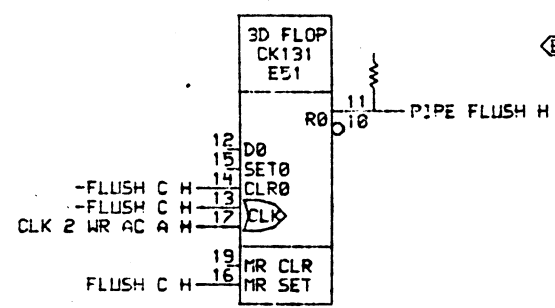 3D FLOP
CK131
E51
R0 11 PIPE FLUSH H
10
12 D0
15 SET0
-FLUSH C H 14 CLR0
-FLUSH C H 13
CLK 2 WR AC A H 17 CLK
19 MR CLR
FLUSH C H 16 MR SET